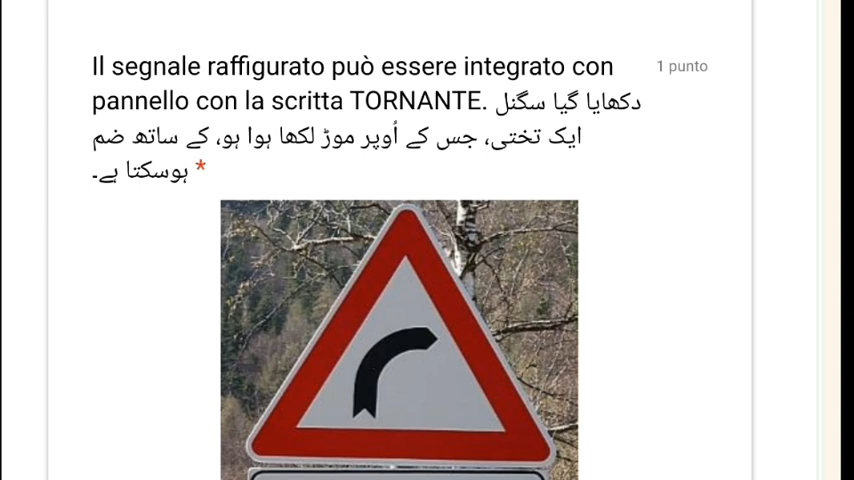 Il segnale raffigurato può essere integrato con
1 punto
pannello con la scritta TORNANTE. دکھایا گیا سگنل
ایک تختی، جس کے اُوپر موڑ لکھا ہوا ہو، کے ساتھ ضم
ہوسکتا ہے۔ *